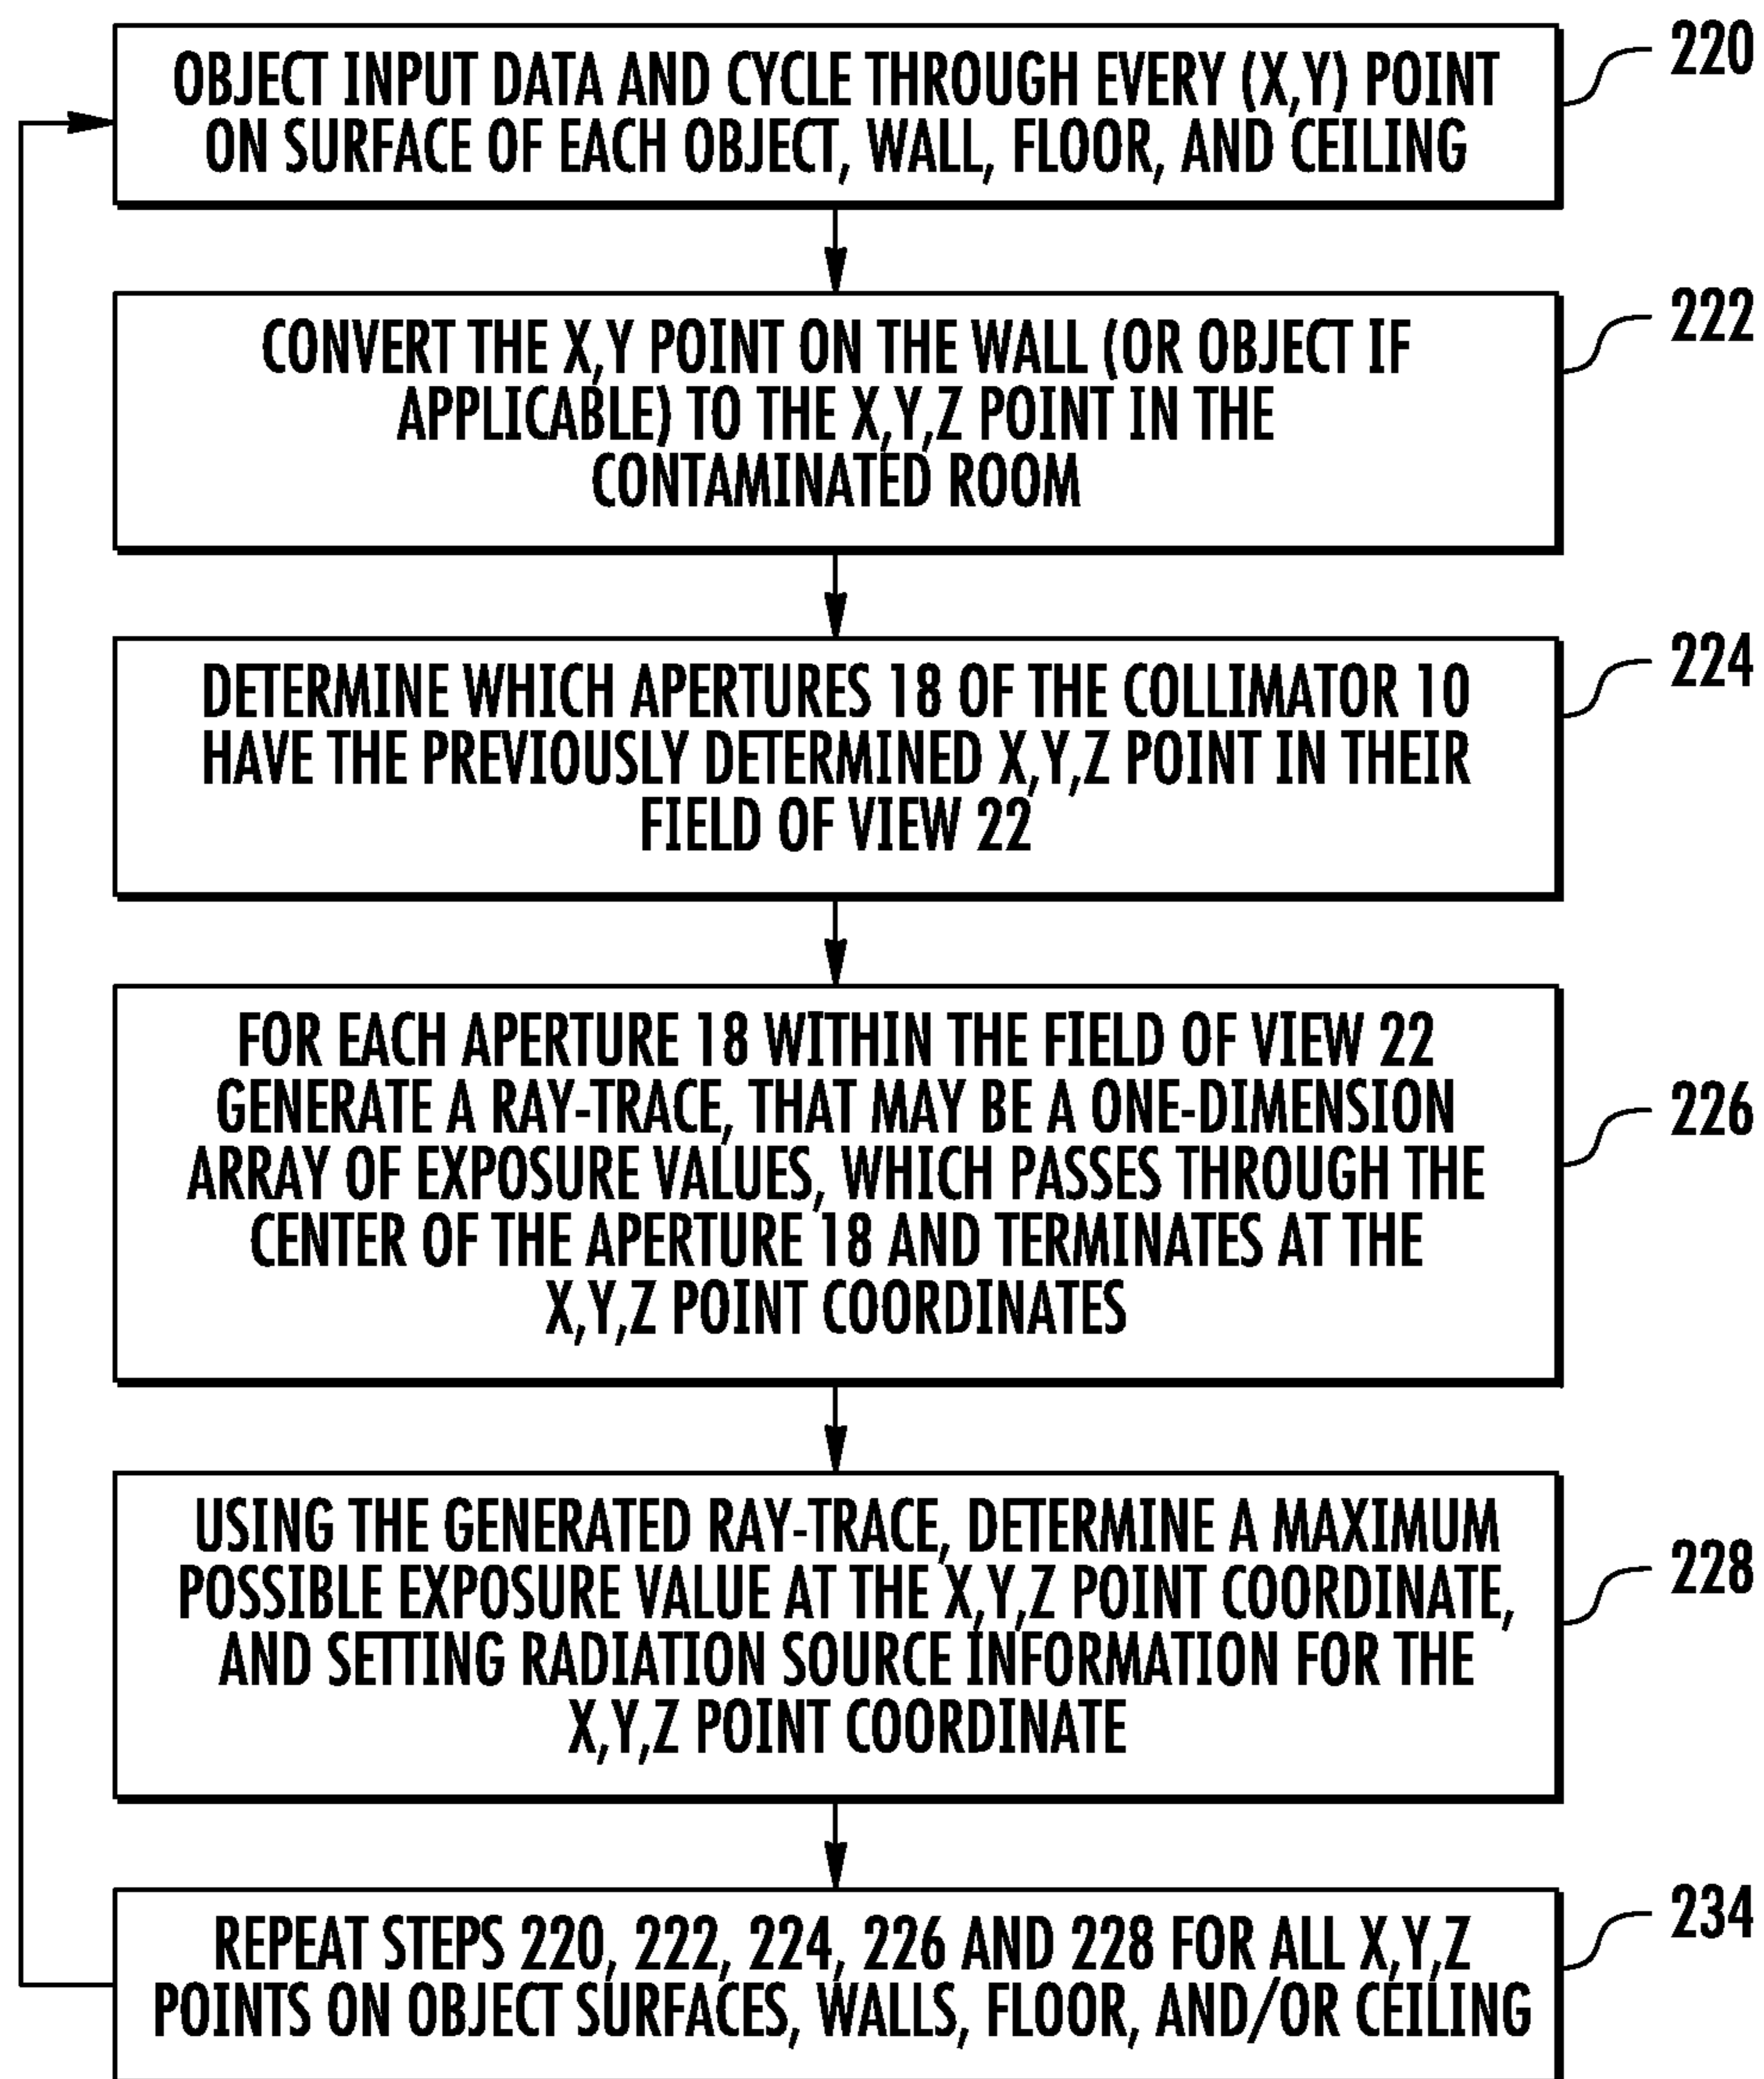 220
OBJECT INPUT DATA AND CYCLE THROUGH EVERY (X,Y) POINT
ON SURFACE OF EACH OBJECT, WALL, FLOOR, AND CEILING
222
CONVERT THE X,Y POINT ON THE WALL (OR OBJECT IF
APPLICABLE) TO THE X,Y,Z POINT IN THE
CONTAMINATED ROOM
224
DETERMINE WHICH APERTURES 18 OF THE COLLIMATOR 10
HAVE THE PREVIOUSLY DETERMINED X,Y,Z POINT IN THEIR
FIELD OF VIEW 22
226
FOR EACH APERTURE 18 WITHIN THE FIELD OF VIEW 22
GENERATE A RAY-TRACE, THAT MAY BE A ONE-DIMENSION
ARRAY OF EXPOSURE VALUES, WHICH PASSES THROUGH THE
CENTER OF THE APERTURE 18 AND TERMINATES AT THE
X,Y,Z POINT COORDINATES
228
USING THE GENERATED RAY-TRACE, DETERMINE A MAXIMUM
POSSIBLE EXPOSURE VALUE AT THE X,Y,Z POINT COORDINATE,
AND SETTING RADIATION SOURCE INFORMATION FOR THE
X,Y,Z POINT COORDINATE
234
REPEAT STEPS 220, 222, 224, 226 AND 228 FOR ALL X,Y,Z
POINTS ON OBJECT SURFACES, WALLS, FLOOR, AND/OR CEILING